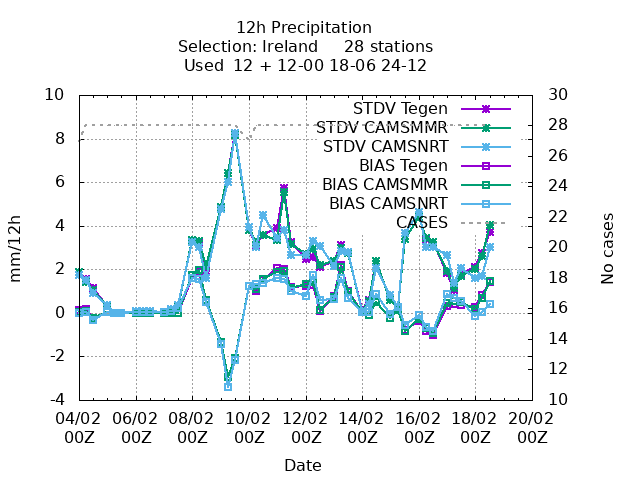 12h Precipitation
Selection: Ireland 28 stations
Used 12 + 12-00 18-06 24-12
STDV Tegen
STDV CAMSMMR
STDV CAMSNRT
BIAS Tegen
BIAS CAMSMMR
BIAS CAMSNRT
CASES
mm/12h
10
8
6
4
2
0
-2
-4
No cases
30
28
26
24
22
20
18
16
14
12
10
04/02 06/02 08/02 10/02 12/02 14/02 16/02 18/02 20/02
00Z 00Z 00Z 00Z 00Z 00Z 00Z 00Z 00Z
Date